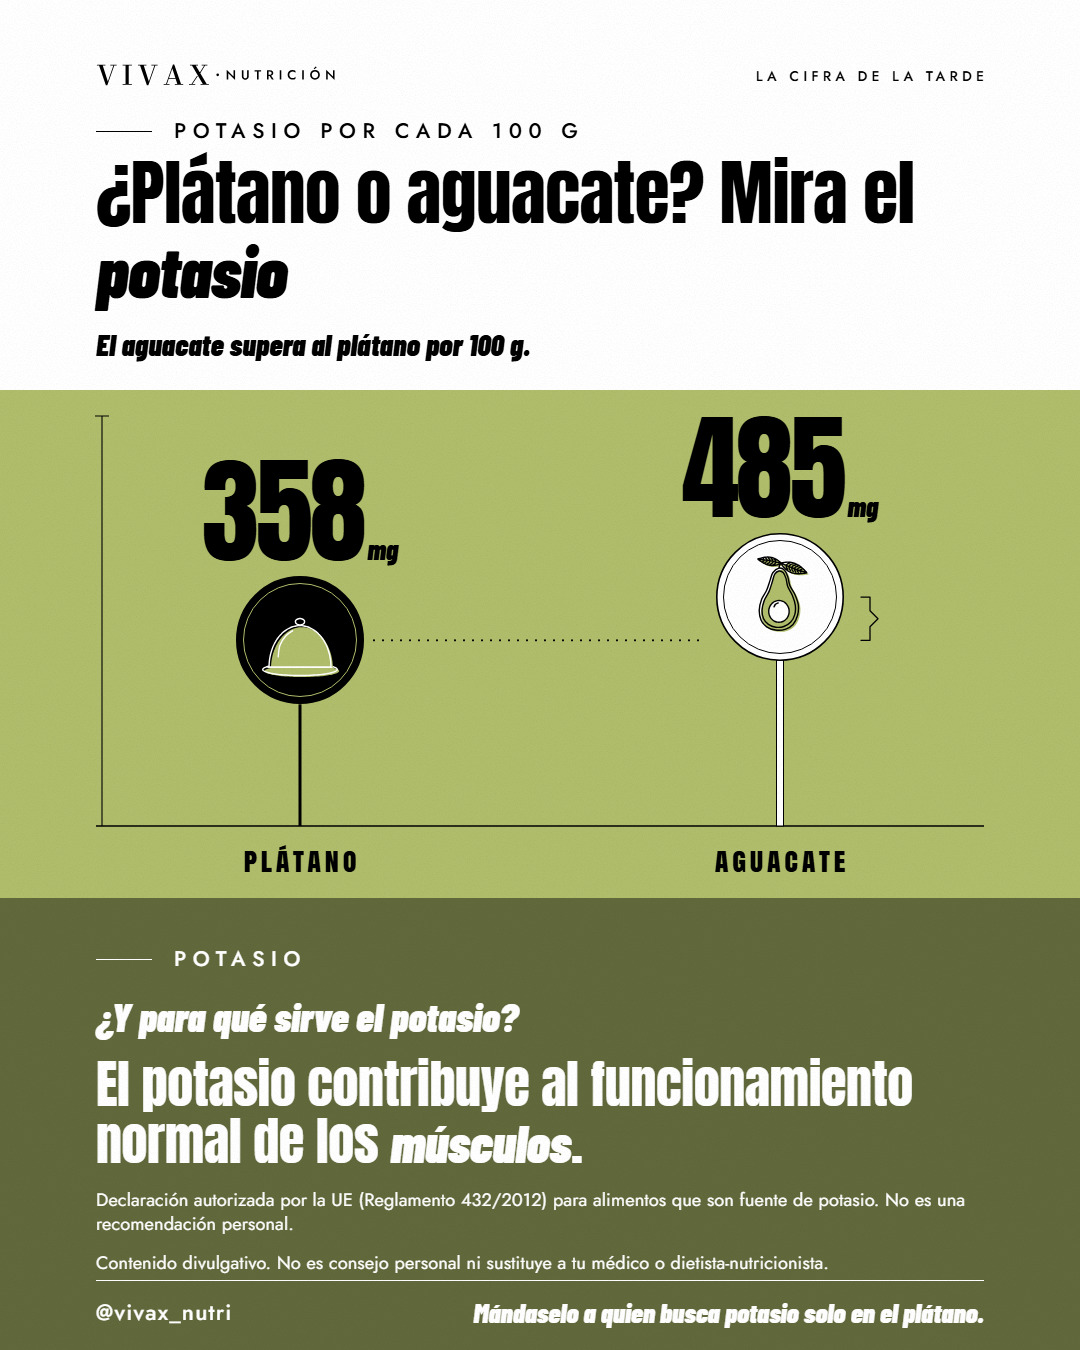 VIVAX·NUTRICIÓN
LA CIFRA DE LA TARDE
POTASIO POR CADA 100 G
¿Plátano o aguacate? Mira el
potasio
El aguacate supera al plátano por 100 g.
358 mg
485 mg
PLÁTANO
AGUACATE
POTASIO
¿Y para qué sirve el potasio?
El potasio contribuye al funcionamiento
normal de los músculos.
Declaración autorizada por la UE (Reglamento 432/2012) para alimentos que son fuente de potasio. No es una
recomendación personal.
Contenido divulgativo. No es consejo personal ni sustituye a tu médico o dietista-nutricionista.
@vivax_nutri
Mándaselo a quien busca potasio solo en el plátano.